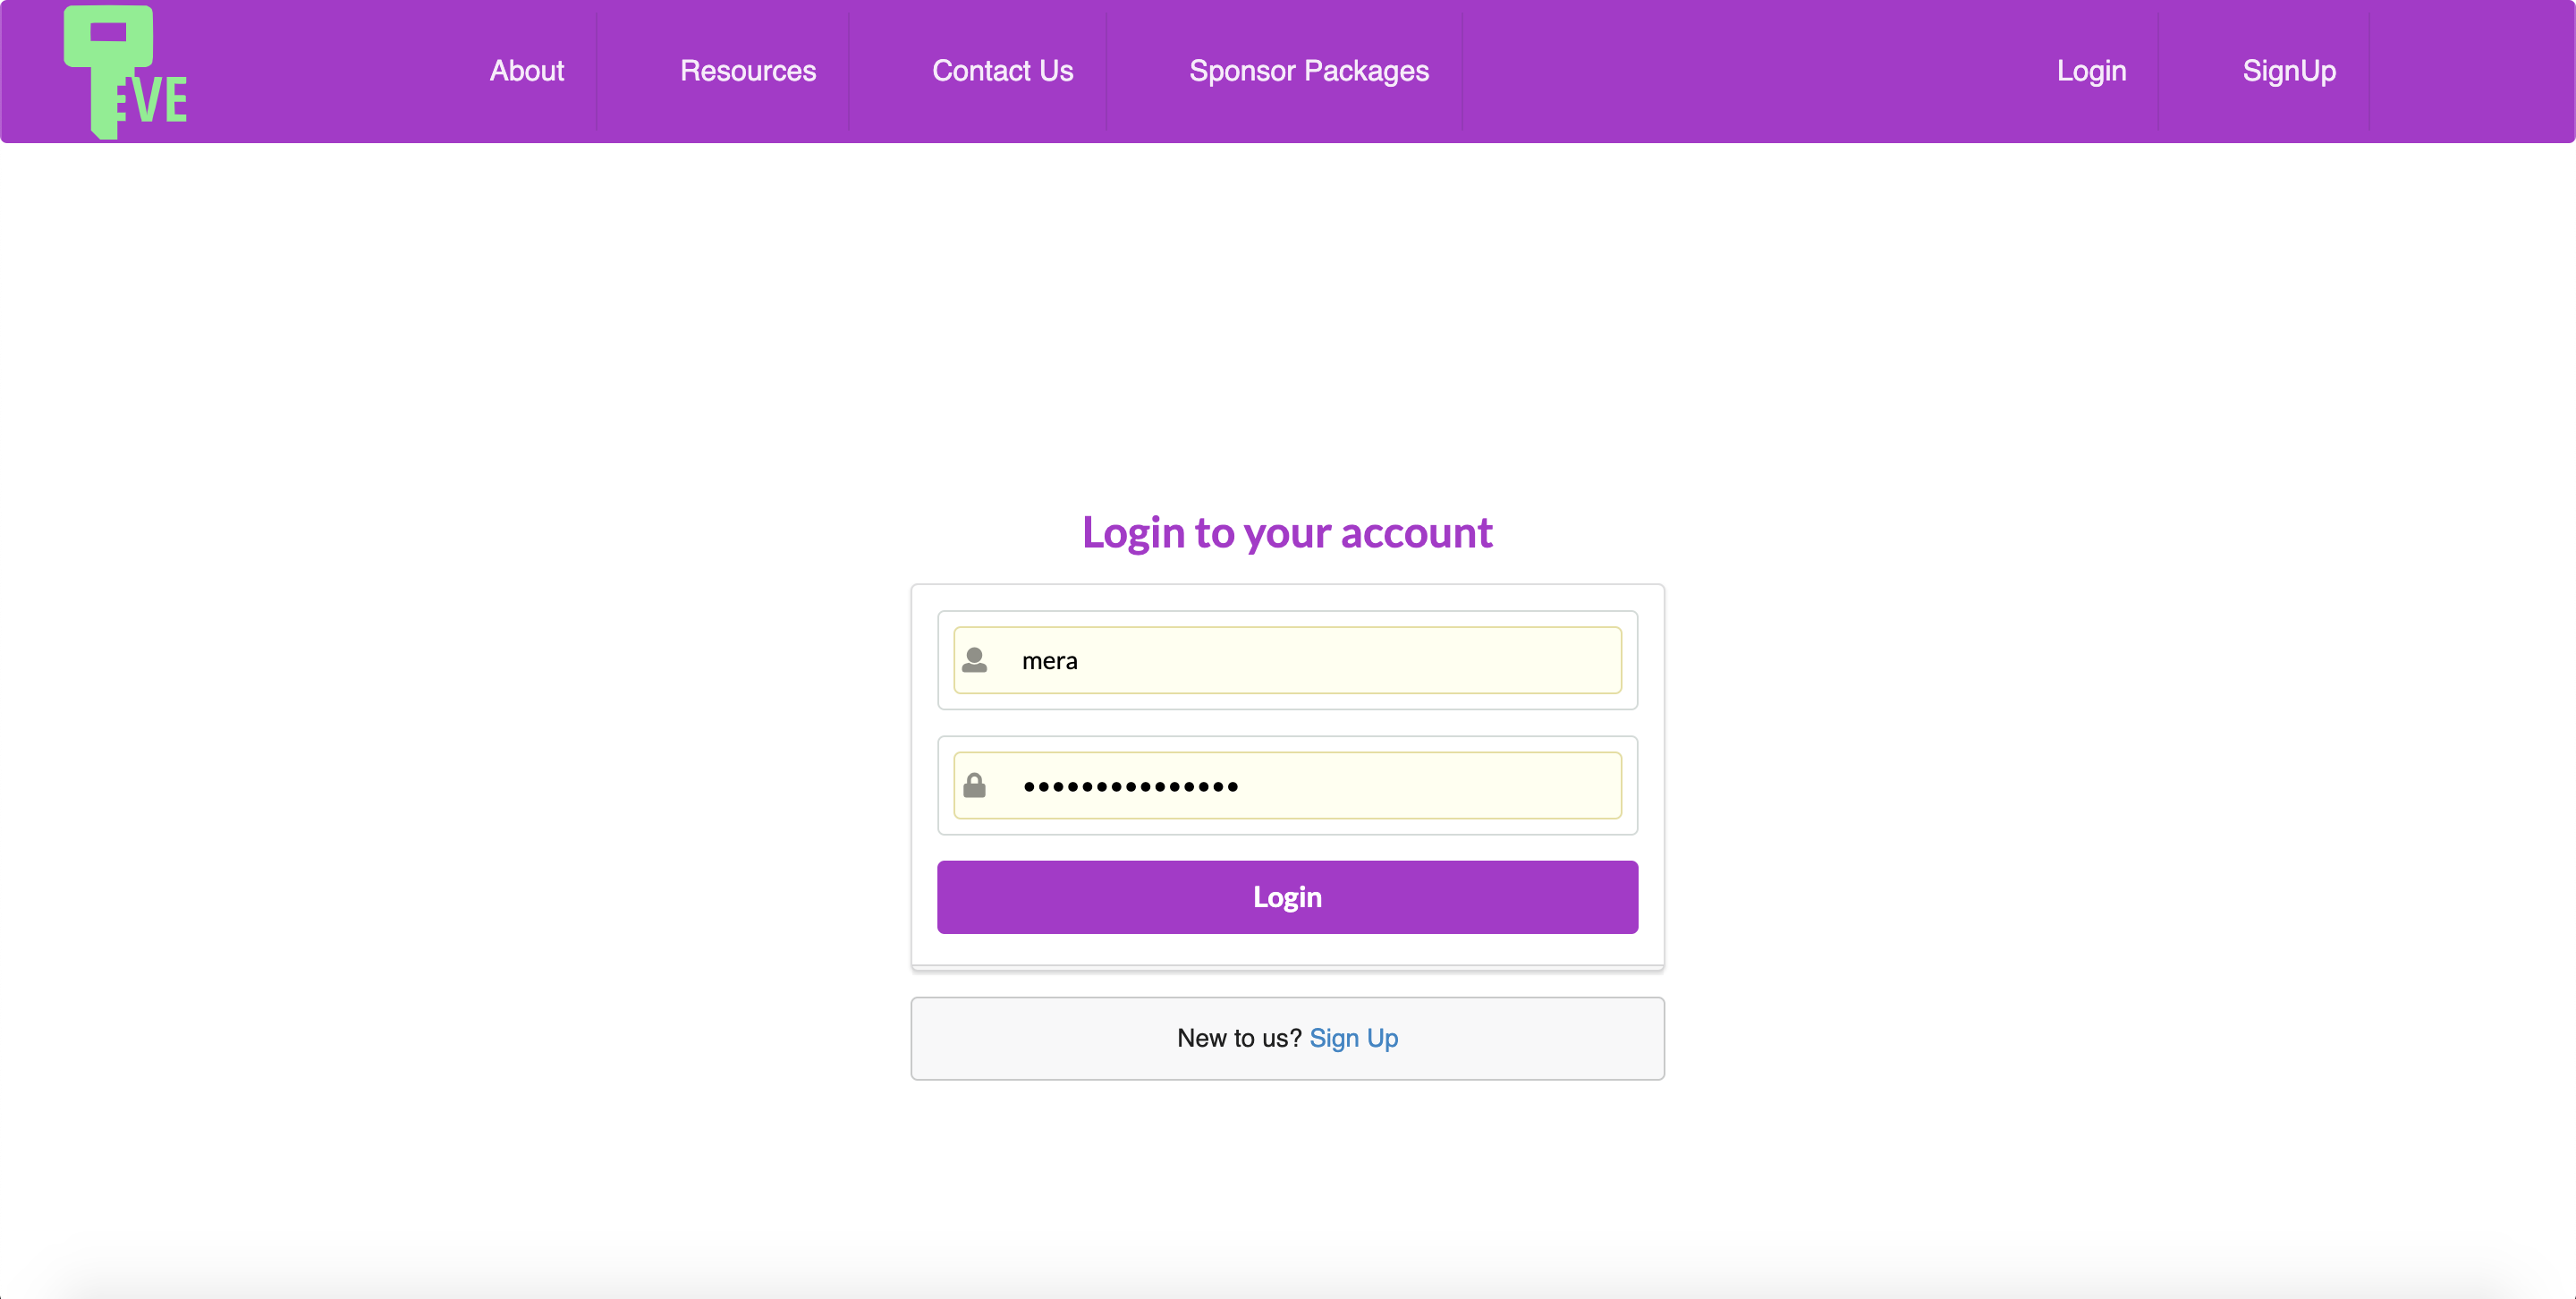 EVE
About
Resources
Contact Us
Sponsor Packages
Login
SignUp
Login to your account
mera
•••••••••••••••
Login
New to us? Sign Up